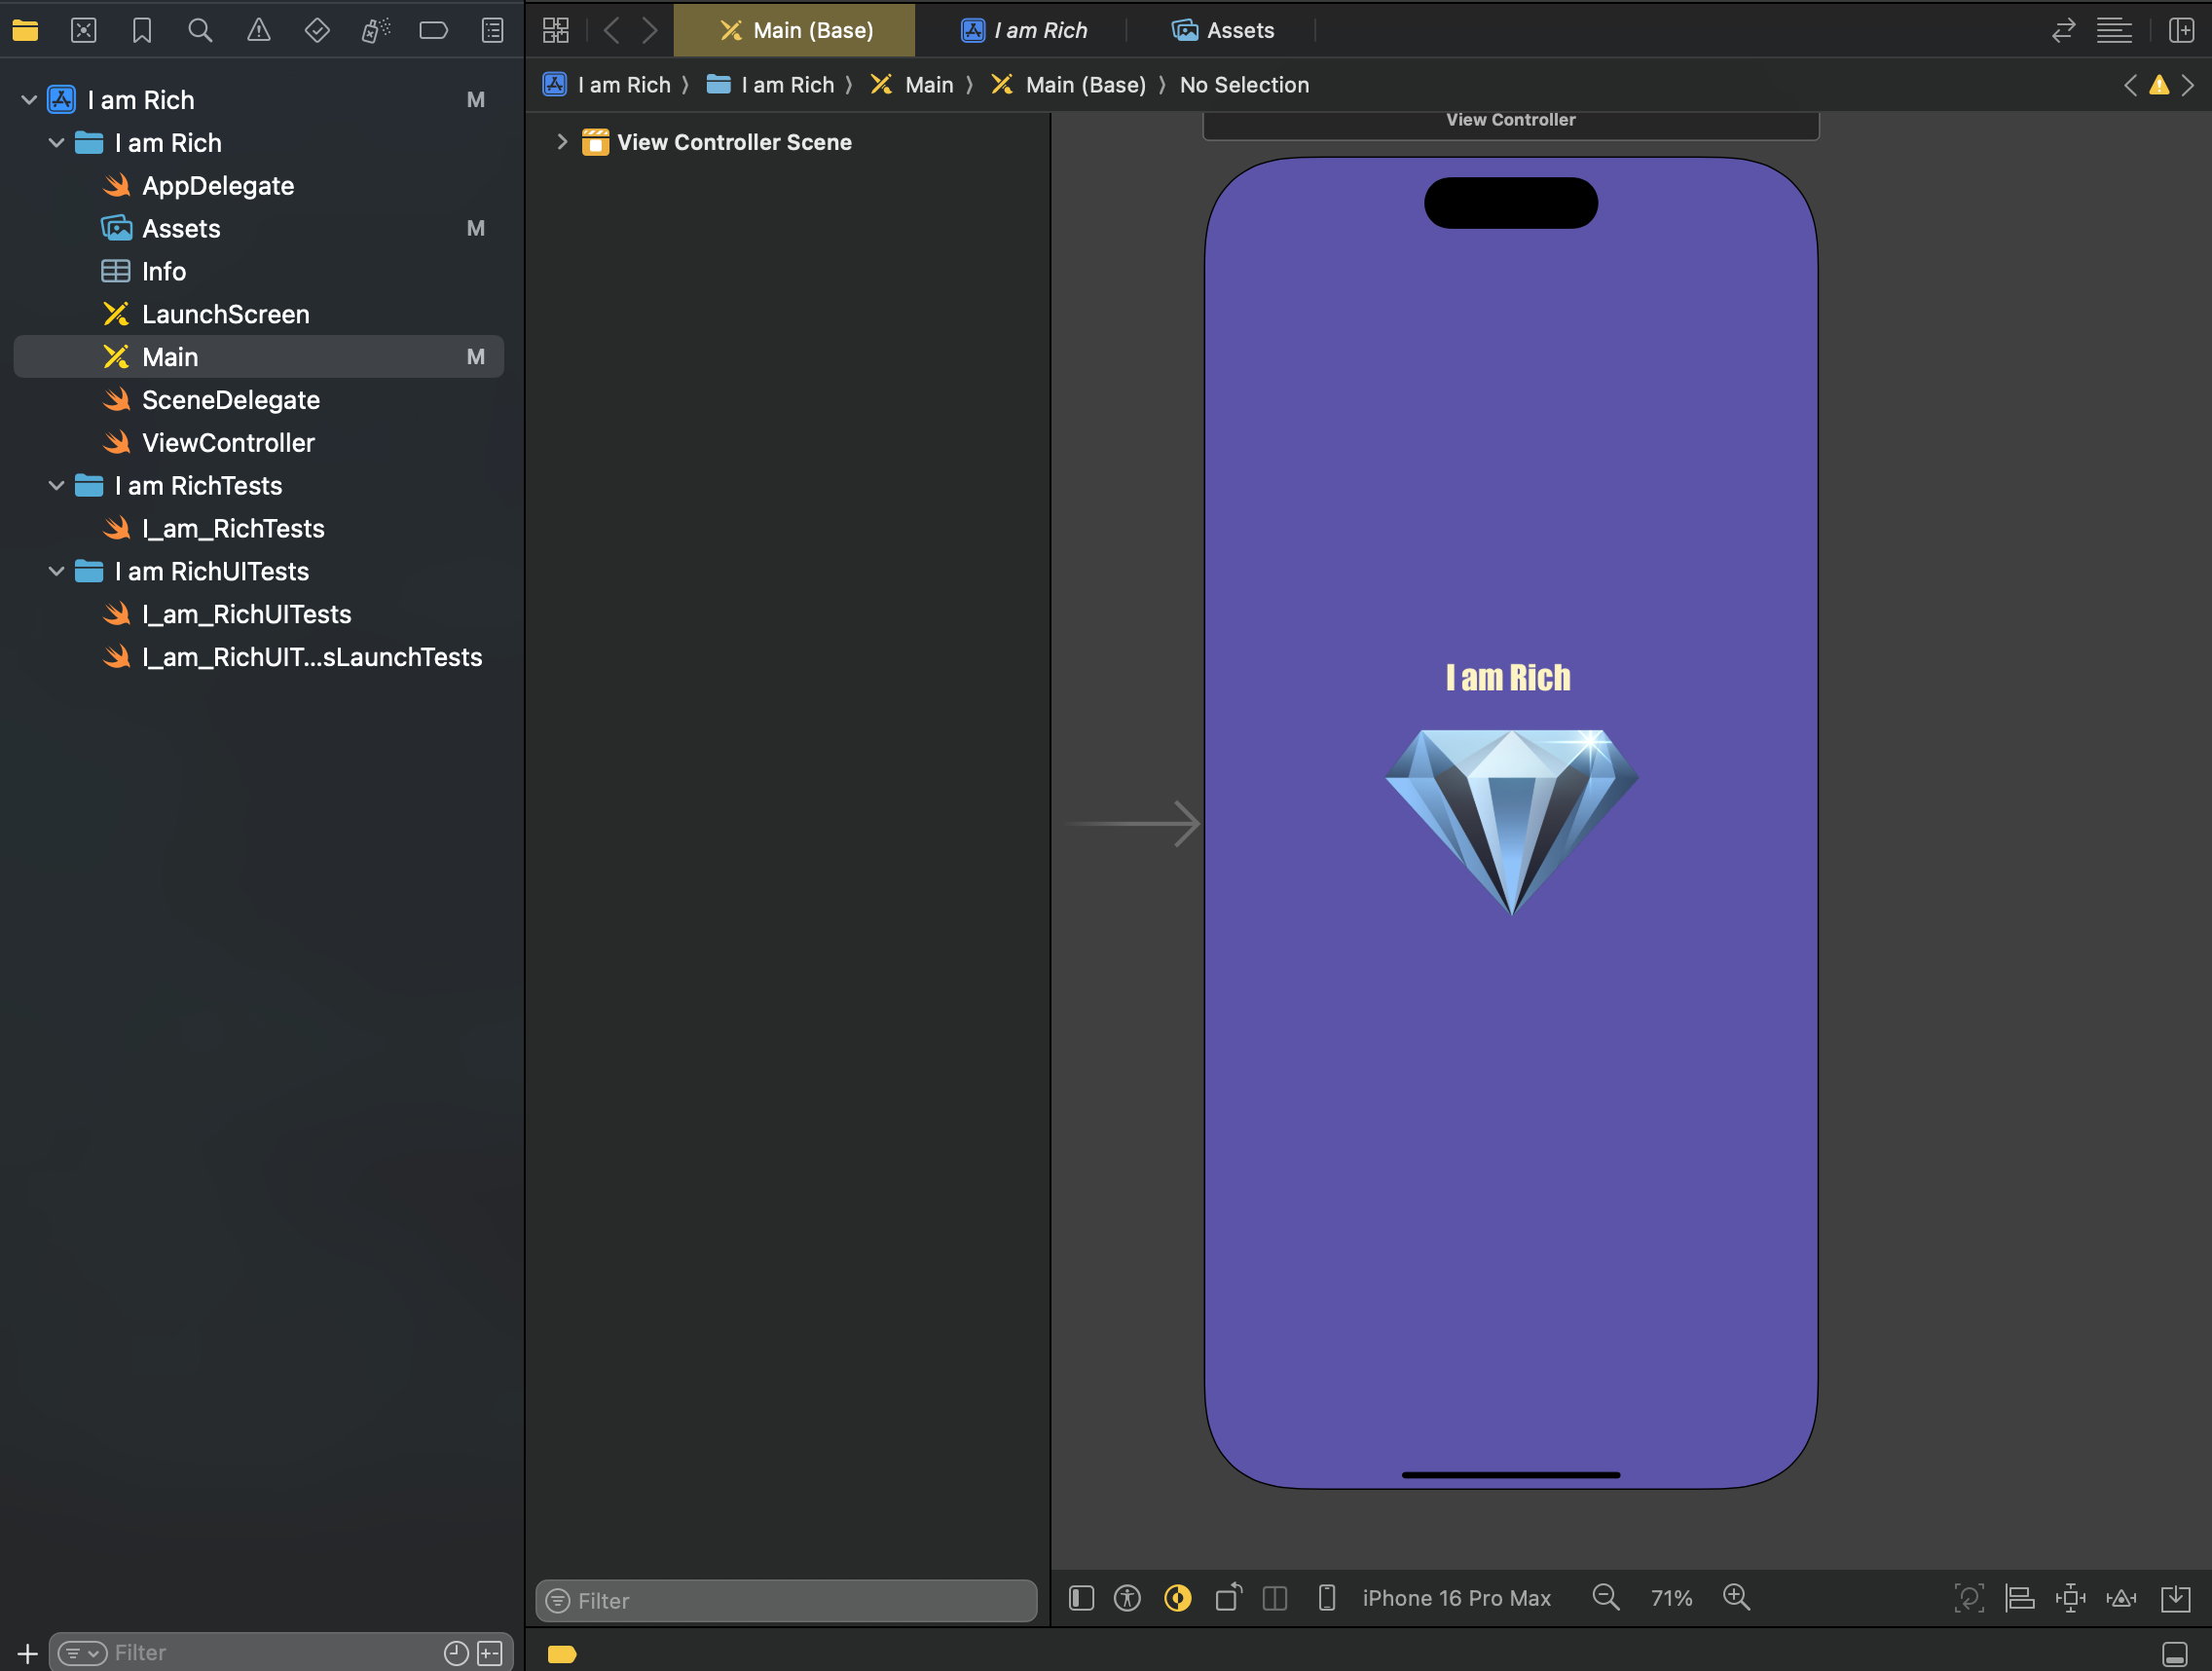 Main (Base)
I am Rich
Assets
I am Rich
M
I am Rich
AppDelegate
Assets
M
Info
LaunchScreen
Main
M
SceneDelegate
ViewController
I am RichTests
I_am_RichTests
I am RichUITests
I_am_RichUITests
I_am_RichUIT...sLaunchTests
Filter
I am Rich 〉 I am Rich 〉 Main 〉 Main (Base) 〉 No Selection
View Controller Scene
Filter
View Controller
I am Rich
iPhone 16 Pro Max
71%